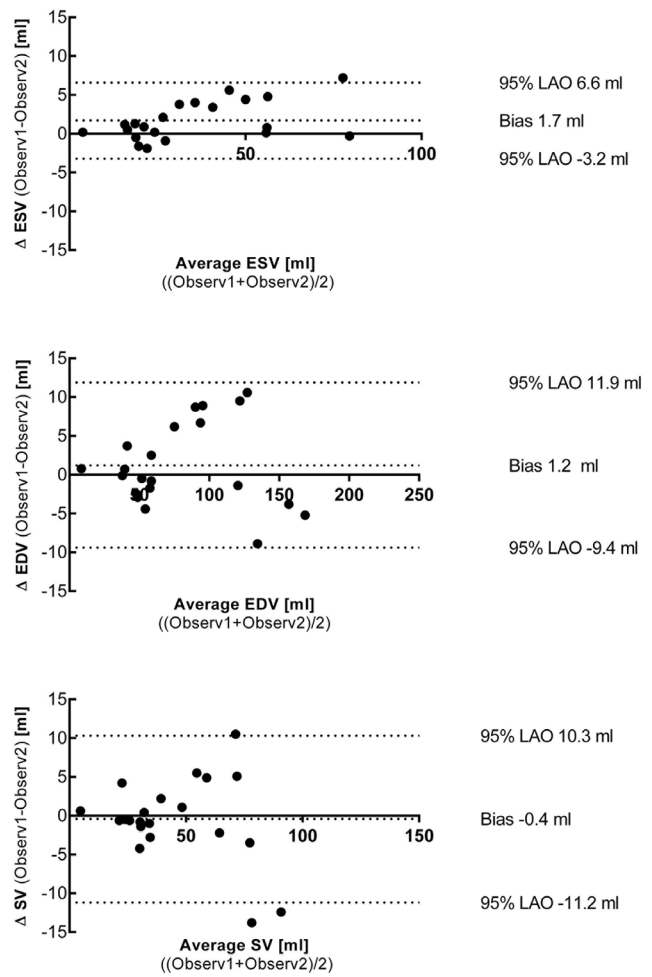 Δ ESV (Observ1-Observ2) [ml]
15
10
5
0
-5
-10
-15
50
100
95% LAO 6.6 ml
Bias 1.7 ml
95% LAO -3.2 ml
Average ESV [ml]
((Observ1+Observ2)/2)
Δ EDV (Observ1-Observ2) [ml]
15
10
5
0
-5
-10
-15
50
100
150
200
250
95% LAO 11.9 ml
Bias 1.2 ml
95% LAO -9.4 ml
Average EDV [ml]
((Observ1+Observ2)/2)
Δ SV (Observ1-Observ2) [ml]
15
10
5
0
-5
-10
-15
50
100
150
95% LAO 10.3 ml
Bias -0.4 ml
95% LAO -11.2 ml
Average SV [ml]
((Observ1+Observ2)/2)